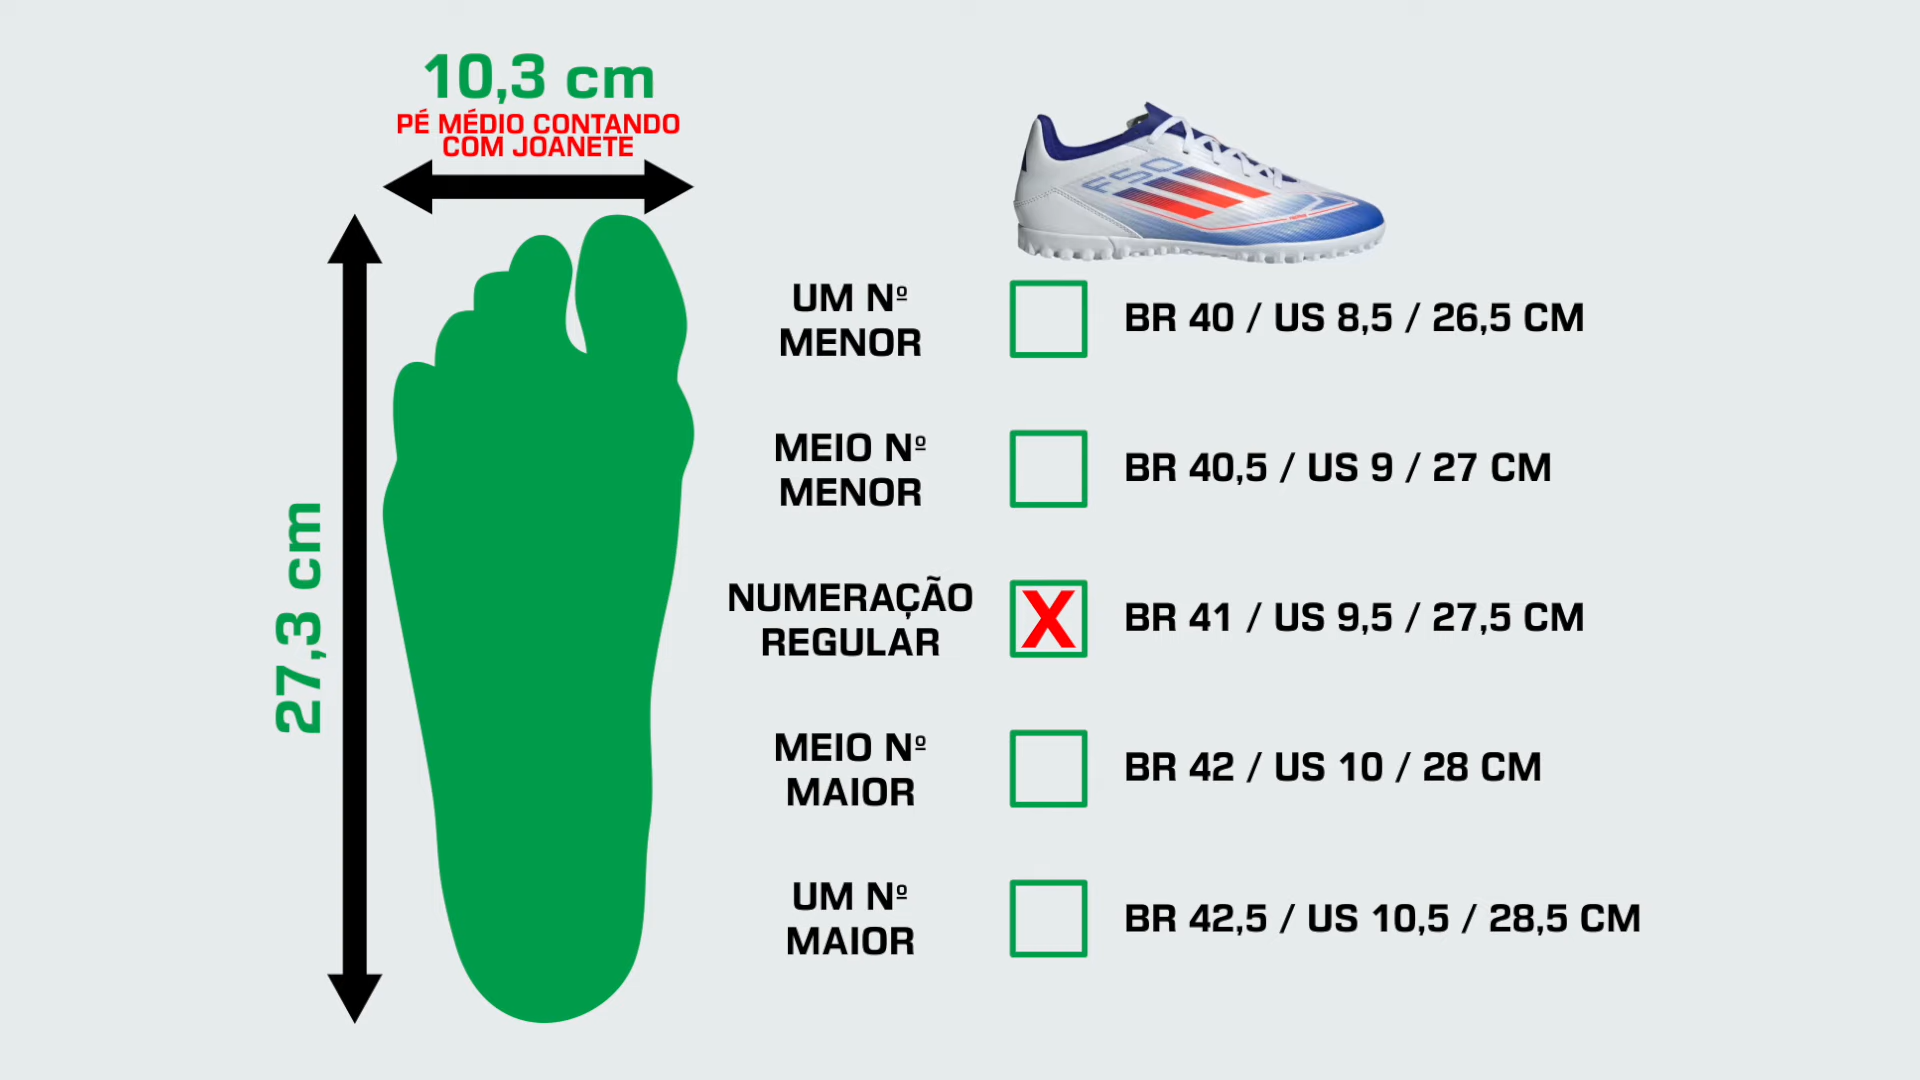 10,3 cm
PÉ MÉDIO CONTANDO
COM JOANETE
27,3 cm
F50
UM Nº
MENOR
BR 40 / US 8,5 / 26,5 CM
MEIO Nº
MENOR
BR 40,5 / US 9 / 27 CM
NUMERAÇÃO
REGULAR
X
BR 41 / US 9,5 / 27,5 CM
MEIO Nº
MAIOR
BR 42 / US 10 / 28 CM
UM Nº
MAIOR
BR 42,5 / US 10,5 / 28,5 CM